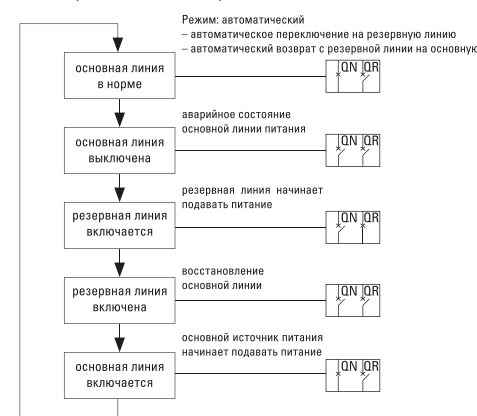 Режим: автоматический
– автоматическое переключение на резервную линию
– автоматический возврат с резервной линии на основную
основная линия
в норме
QN QR
аварийное состояние
основной линии питания
основная линия
выключена
QN QR
резервная линия начинает
подавать питание
резервная линия
включается
QN QR
восстановление
основной линии
резервная линия
включена
QN QR
основной источник питания
начинает подавать питание
основная линия
включается
QN QR